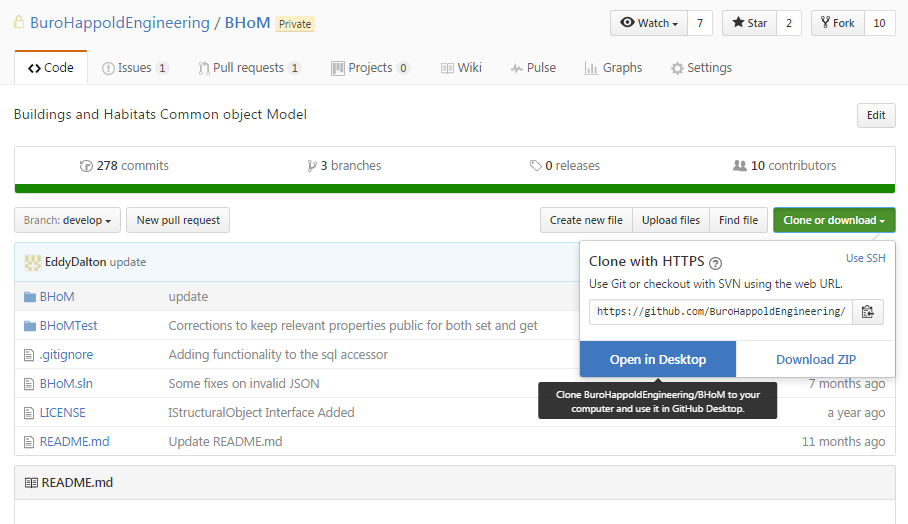 BuroHappoldEngineering / BHoM Private
Watch 7 Star 2 Fork 10
Code Issues 1 Pull requests 1 Projects 0 Wiki Pulse Graphs Settings
Buildings and Habitats Common object Model Edit
278 commits 3 branches 0 releases 10 contributors
Branch: develop New pull request Create new file Upload files Find file Clone or download
EddyDalton update
Clone with HTTPS ? Use SSH
Use Git or checkout with SVN using the web URL.
https://github.com/BuroHappoldEngineering/
Open in Desktop Download ZIP
Clone BuroHappoldEngineering/BHoM to your
computer and use it in GitHub Desktop.
BHoM update
BHoMTest Corrections to keep relevant properties public for both set and get
.gitignore Adding functionality to the sql accessor
BHoM.sln Some fixes on invalid JSON 7 months ago
LICENSE IStructuralObject Interface Added a year ago
README.md Update README.md 11 months ago
README.md